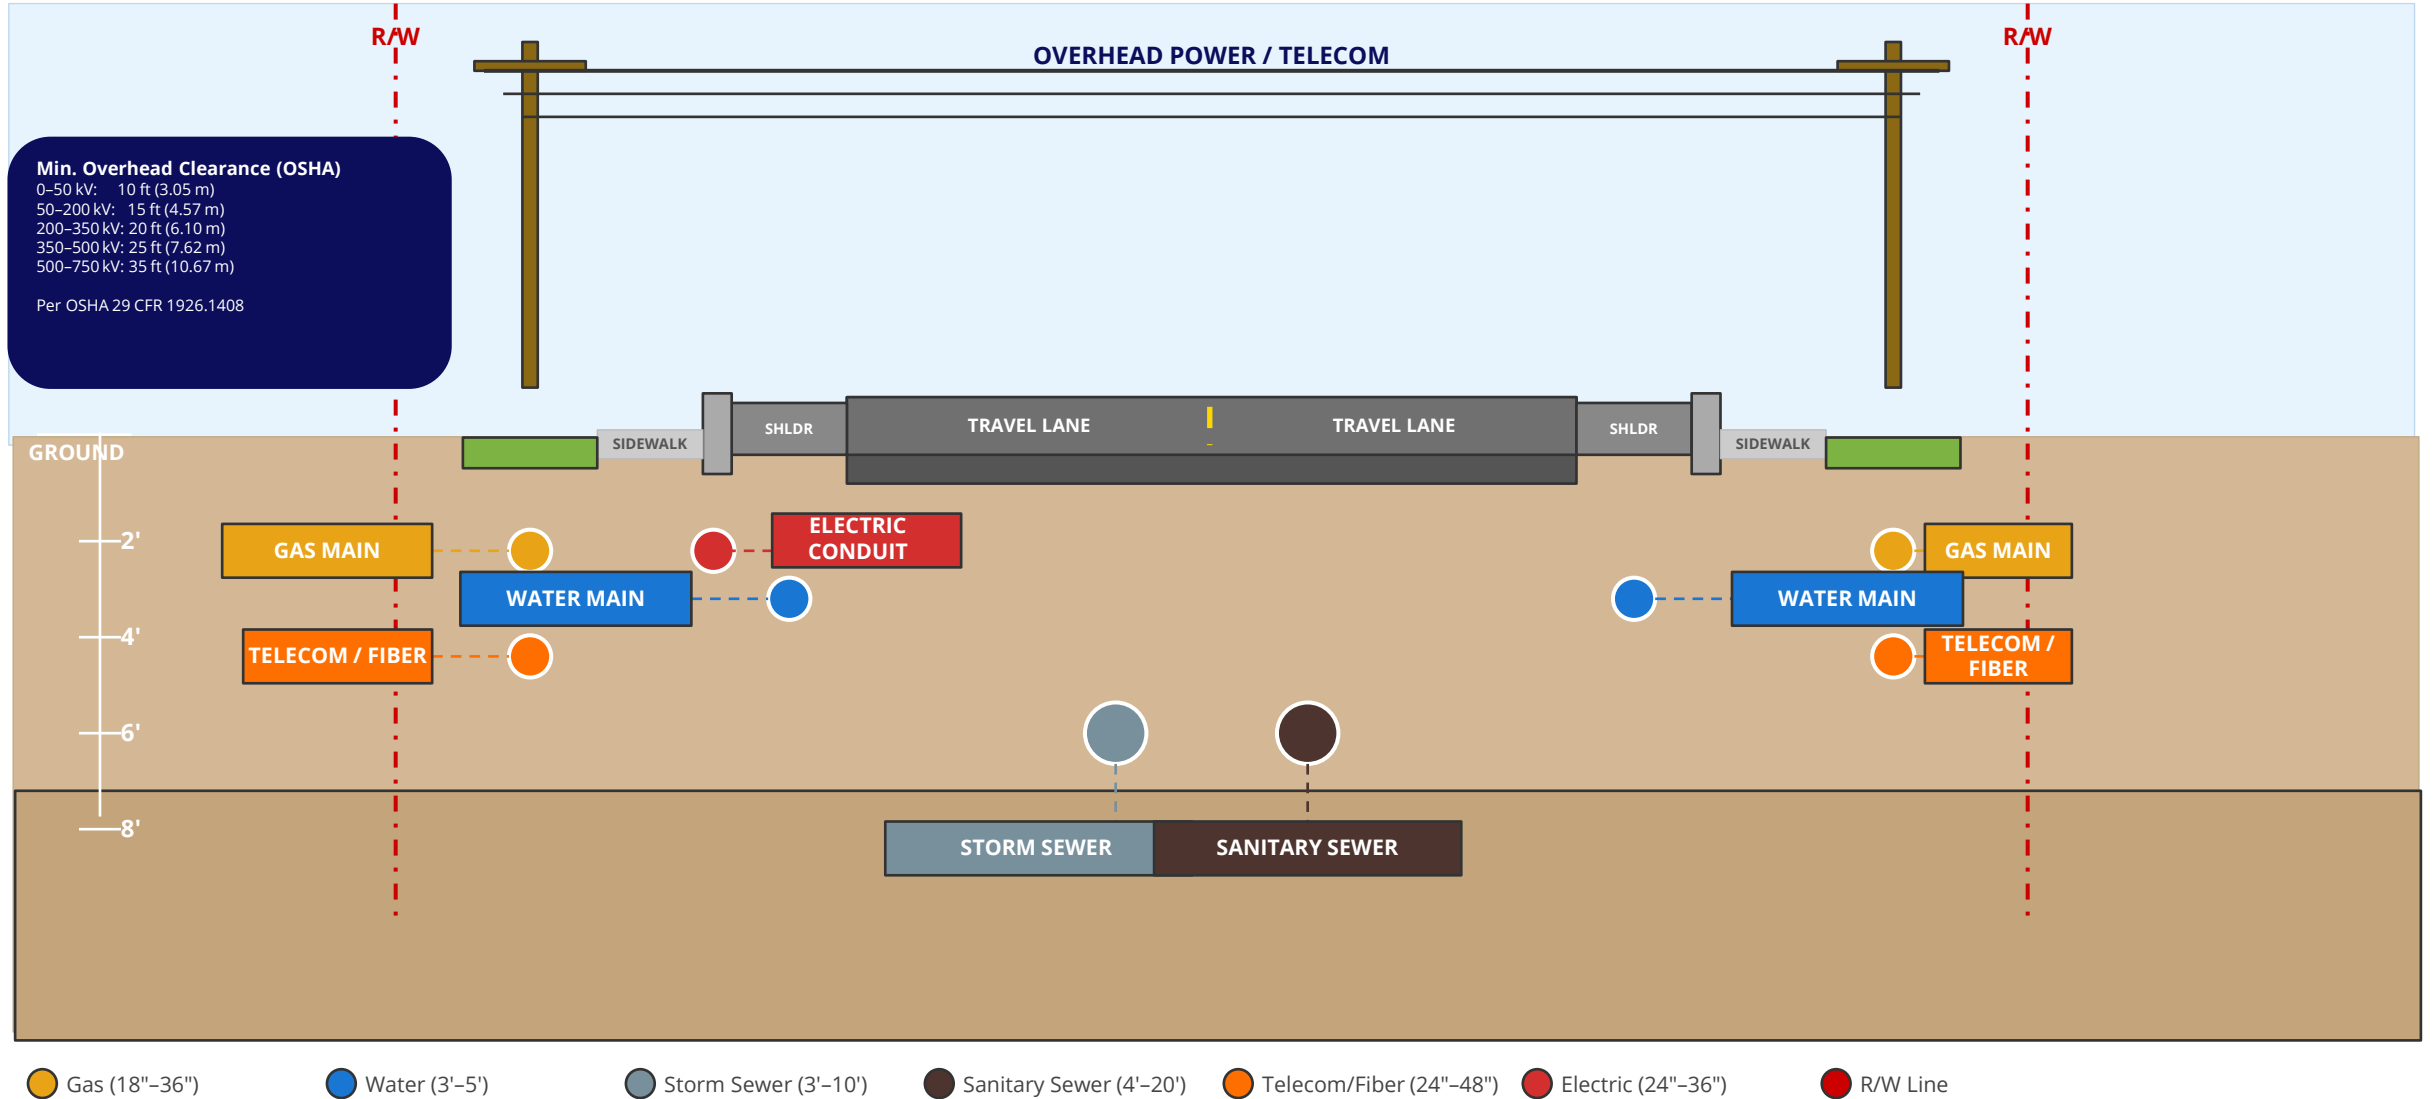 R/W
R/W
OVERHEAD POWER / TELECOM
Min. Overhead Clearance (OSHA)
0–50 kV: 10 ft (3.05 m)
50–200 kV: 15 ft (4.57 m)
200–350 kV: 20 ft (6.10 m)
350–500 kV: 25 ft (7.62 m)
500–750 kV: 35 ft (10.67 m)
Per OSHA 29 CFR 1926.1408
GROUND
SIDEWALK
SHLDR
TRAVEL LANE
TRAVEL LANE
SHLDR
SIDEWALK
2'
GAS MAIN
ELECTRIC
CONDUIT
GAS MAIN
WATER MAIN
WATER MAIN
4'
TELECOM / FIBER
TELECOM /
FIBER
6'
8'
STORM SEWER
SANITARY SEWER
Gas (18"–36")
Water (3'–5')
Storm Sewer (3'–10')
Sanitary Sewer (4'–20')
Telecom/Fiber (24"–48")
Electric (24"–36")
R/W Line